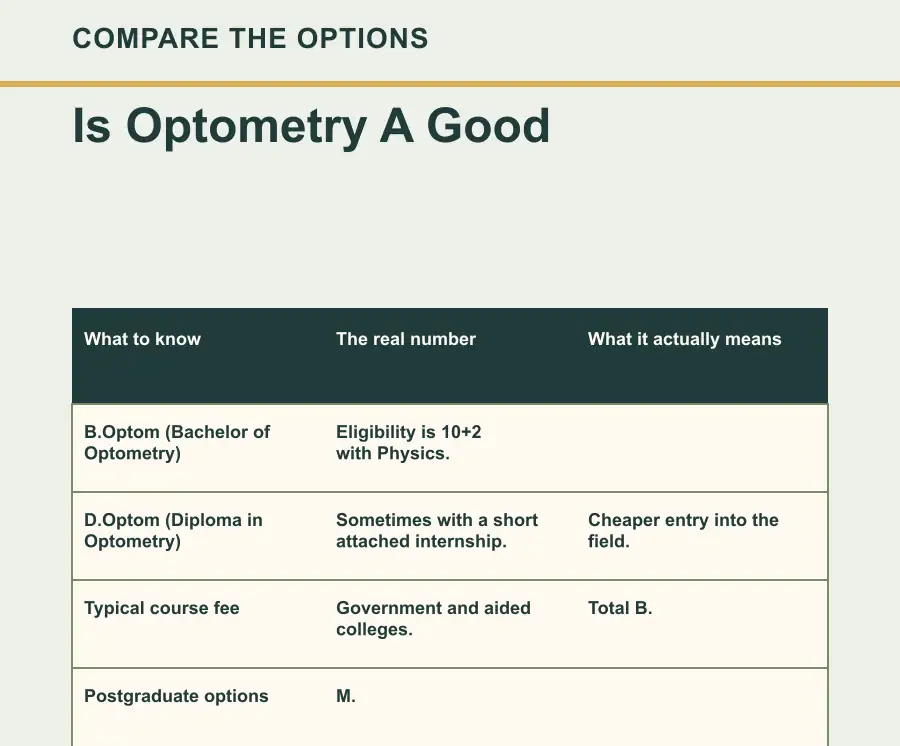 COMPARE THE OPTIONS
Is Optometry A Good
What to know
The real number
What it actually means
B.Optom (Bachelor of
Optometry)
Eligibility is 10+2
with Physics.
D.Optom (Diploma in
Optometry)
Sometimes with a short
attached internship.
Cheaper entry into the
field.
Typical course fee
Government and aided
colleges.
Total B.
Postgraduate options
M.